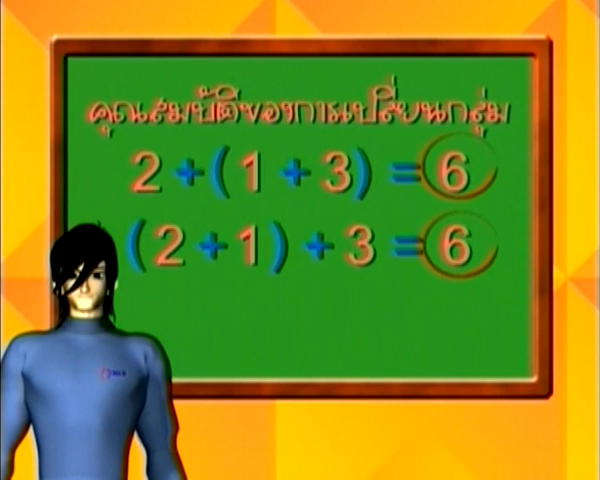 คุณสมบัติของการเปลี่ยนกลุ่ม
2 + (1 + 3) = 6
(2 + 1) + 3 = 6